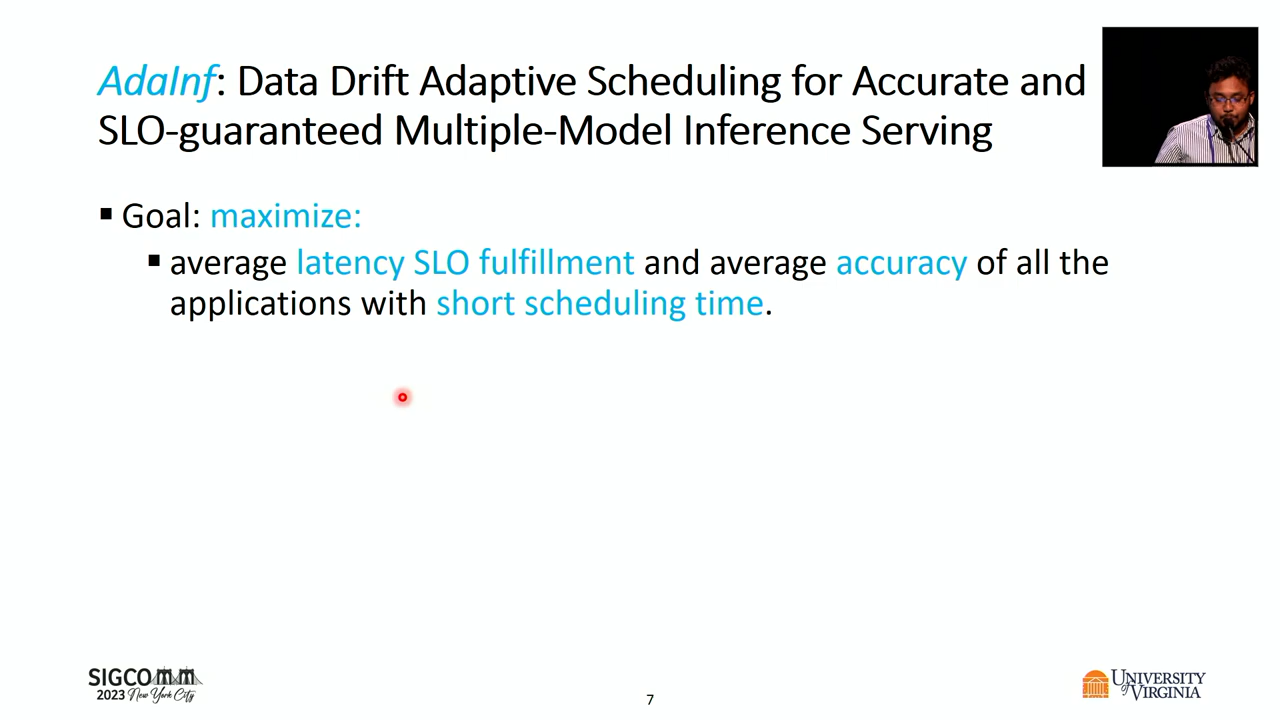 AdaInf: Data Drift Adaptive Scheduling for Accurate and
SLO-guaranteed Multiple-Model Inference Serving
Goal: maximize:
average latency SLO fulfillment and average accuracy of all the
applications with short scheduling time.
SIGCOMM
2023 New York City
7
UNIVERSITY
of VIRGINIA